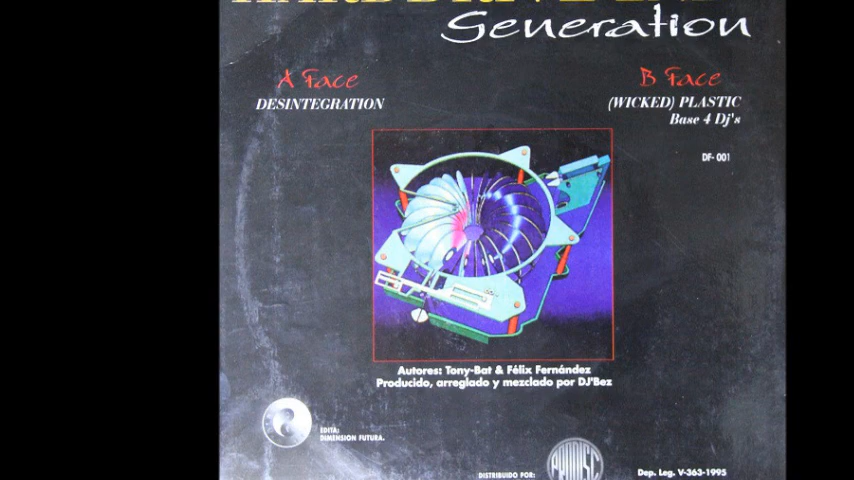 Generation
A Face
DESINTEGRATION
B Face
(WICKED) PLASTIC
Base 4 Dj's
DF- 001
Autores: Tony-Bat & Félix Fernández
Producido, arreglado y mezclado por DJ'Bez
EDITA:
DIMENSION FUTURA.
DISTRIBUIDO POR:
Dep. Leg. V-363-1995